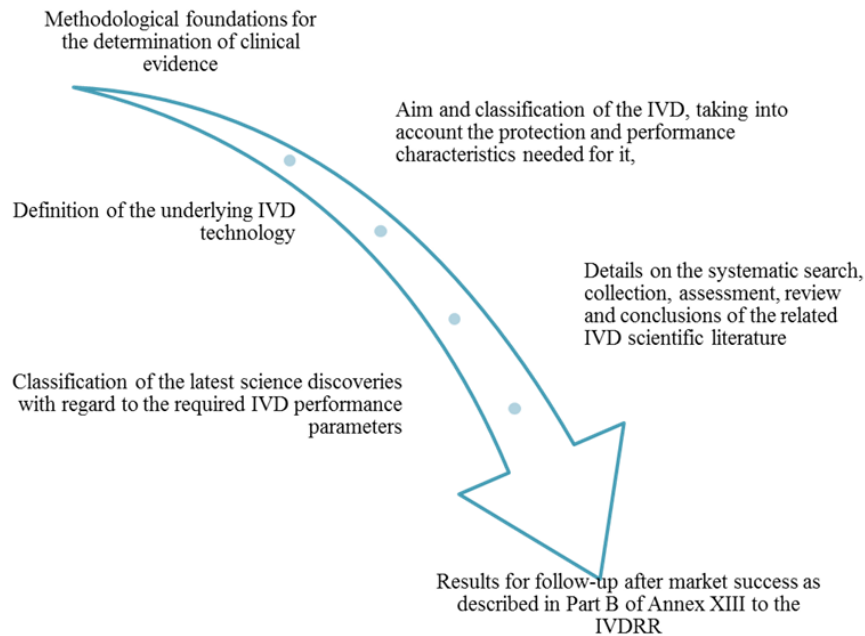 Methodological foundations for
the determination of clinical
evidence
Aim and classification of the IVD, taking into
account the protection and performance
characteristics needed for it,
Definition of the underlying IVD
technology
Details on the systematic search,
collection, assessment, review
and conclusions of the related
IVD scientific literature
Classification of the latest science discoveries
with regard to the required IVD performance
parameters
Results for follow-up after market success as
described in Part B of Annex XIII to the
IVDRR